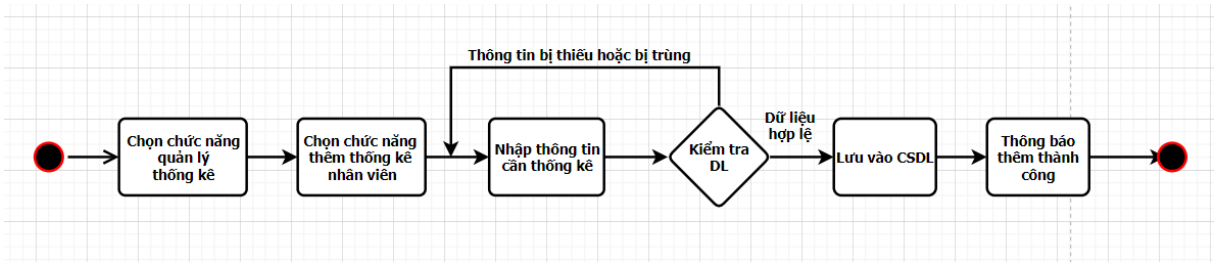 Thông tin bị thiếu hoặc bị trùng
Chọn chức năng
quản lý
thống kê
Chọn chức năng
thêm thống kê
nhân viên
Nhập thông tin
cần thống kê
Kiểm tra
DL
Dữ liệu
hợp lệ
Lưu vào CSDL
Thông báo
thêm thành
công